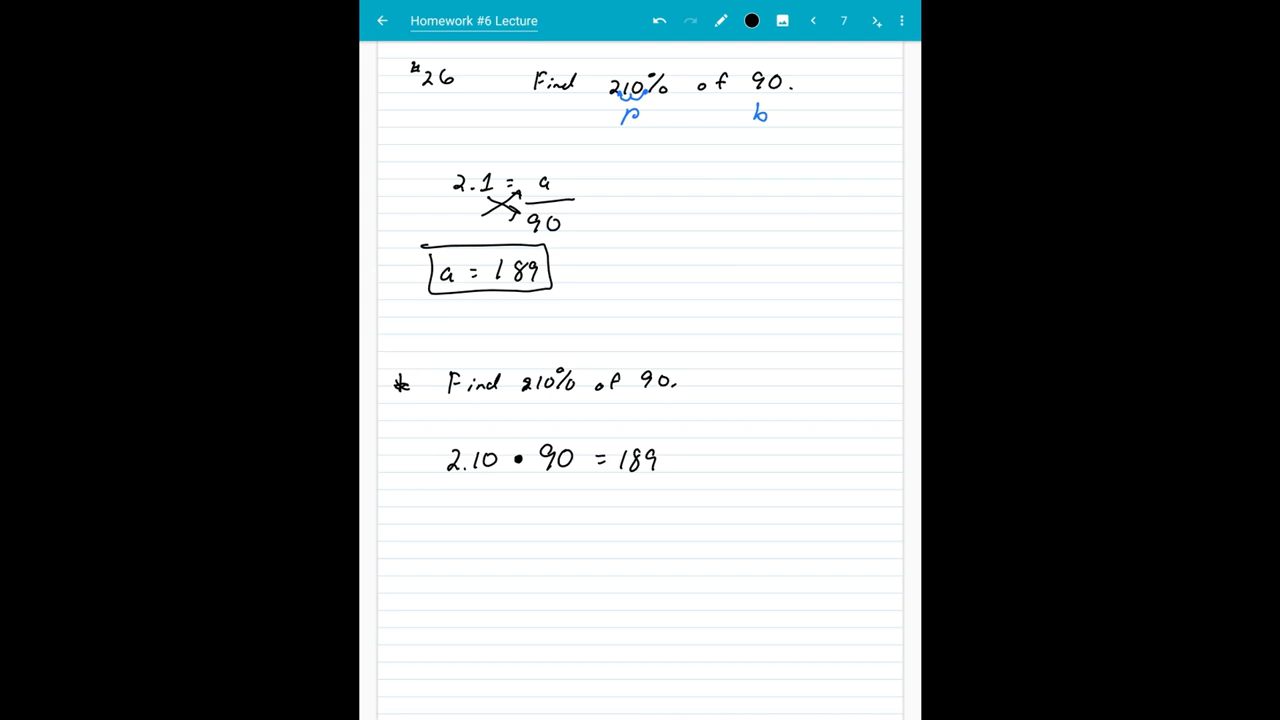 Homework #6 Lecture
7
#26 Find 210% of 90.
p b
2.1 = a
90
a = 189
* Find 210% of 90.
2.10 • 90 = 189